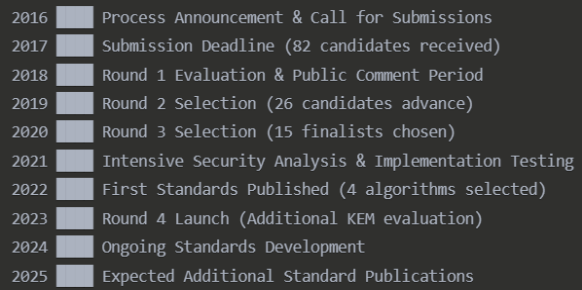 2016 ████ Process Announcement & Call for Submissions
2017 ████ Submission Deadline (82 candidates received)
2018 ████ Round 1 Evaluation & Public Comment Period
2019 ████ Round 2 Selection (26 candidates advance)
2020 ████ Round 3 Selection (15 finalists chosen)
2021 ████ Intensive Security Analysis & Implementation Testing
2022 ████ First Standards Published (4 algorithms selected)
2023 ████ Round 4 Launch (Additional KEM evaluation)
2024 ████ Ongoing Standards Development
2025 ████ Expected Additional Standard Publications